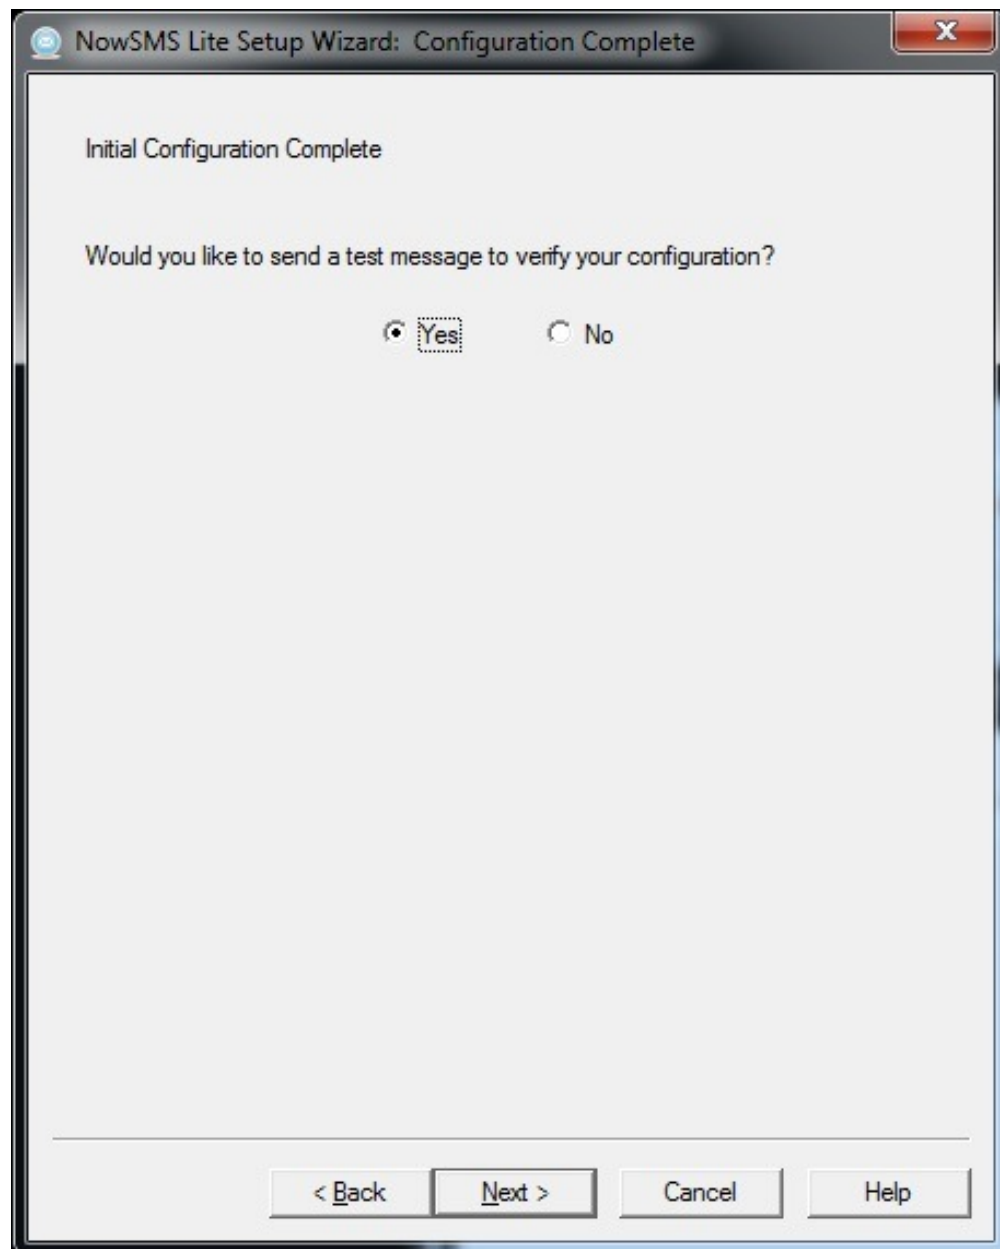 NowSMS Lite Setup Wizard: Configuration Complete
x
Initial Configuration Complete
Would you like to send a test message to verify your configuration?
Yes No
< Back Next > Cancel Help